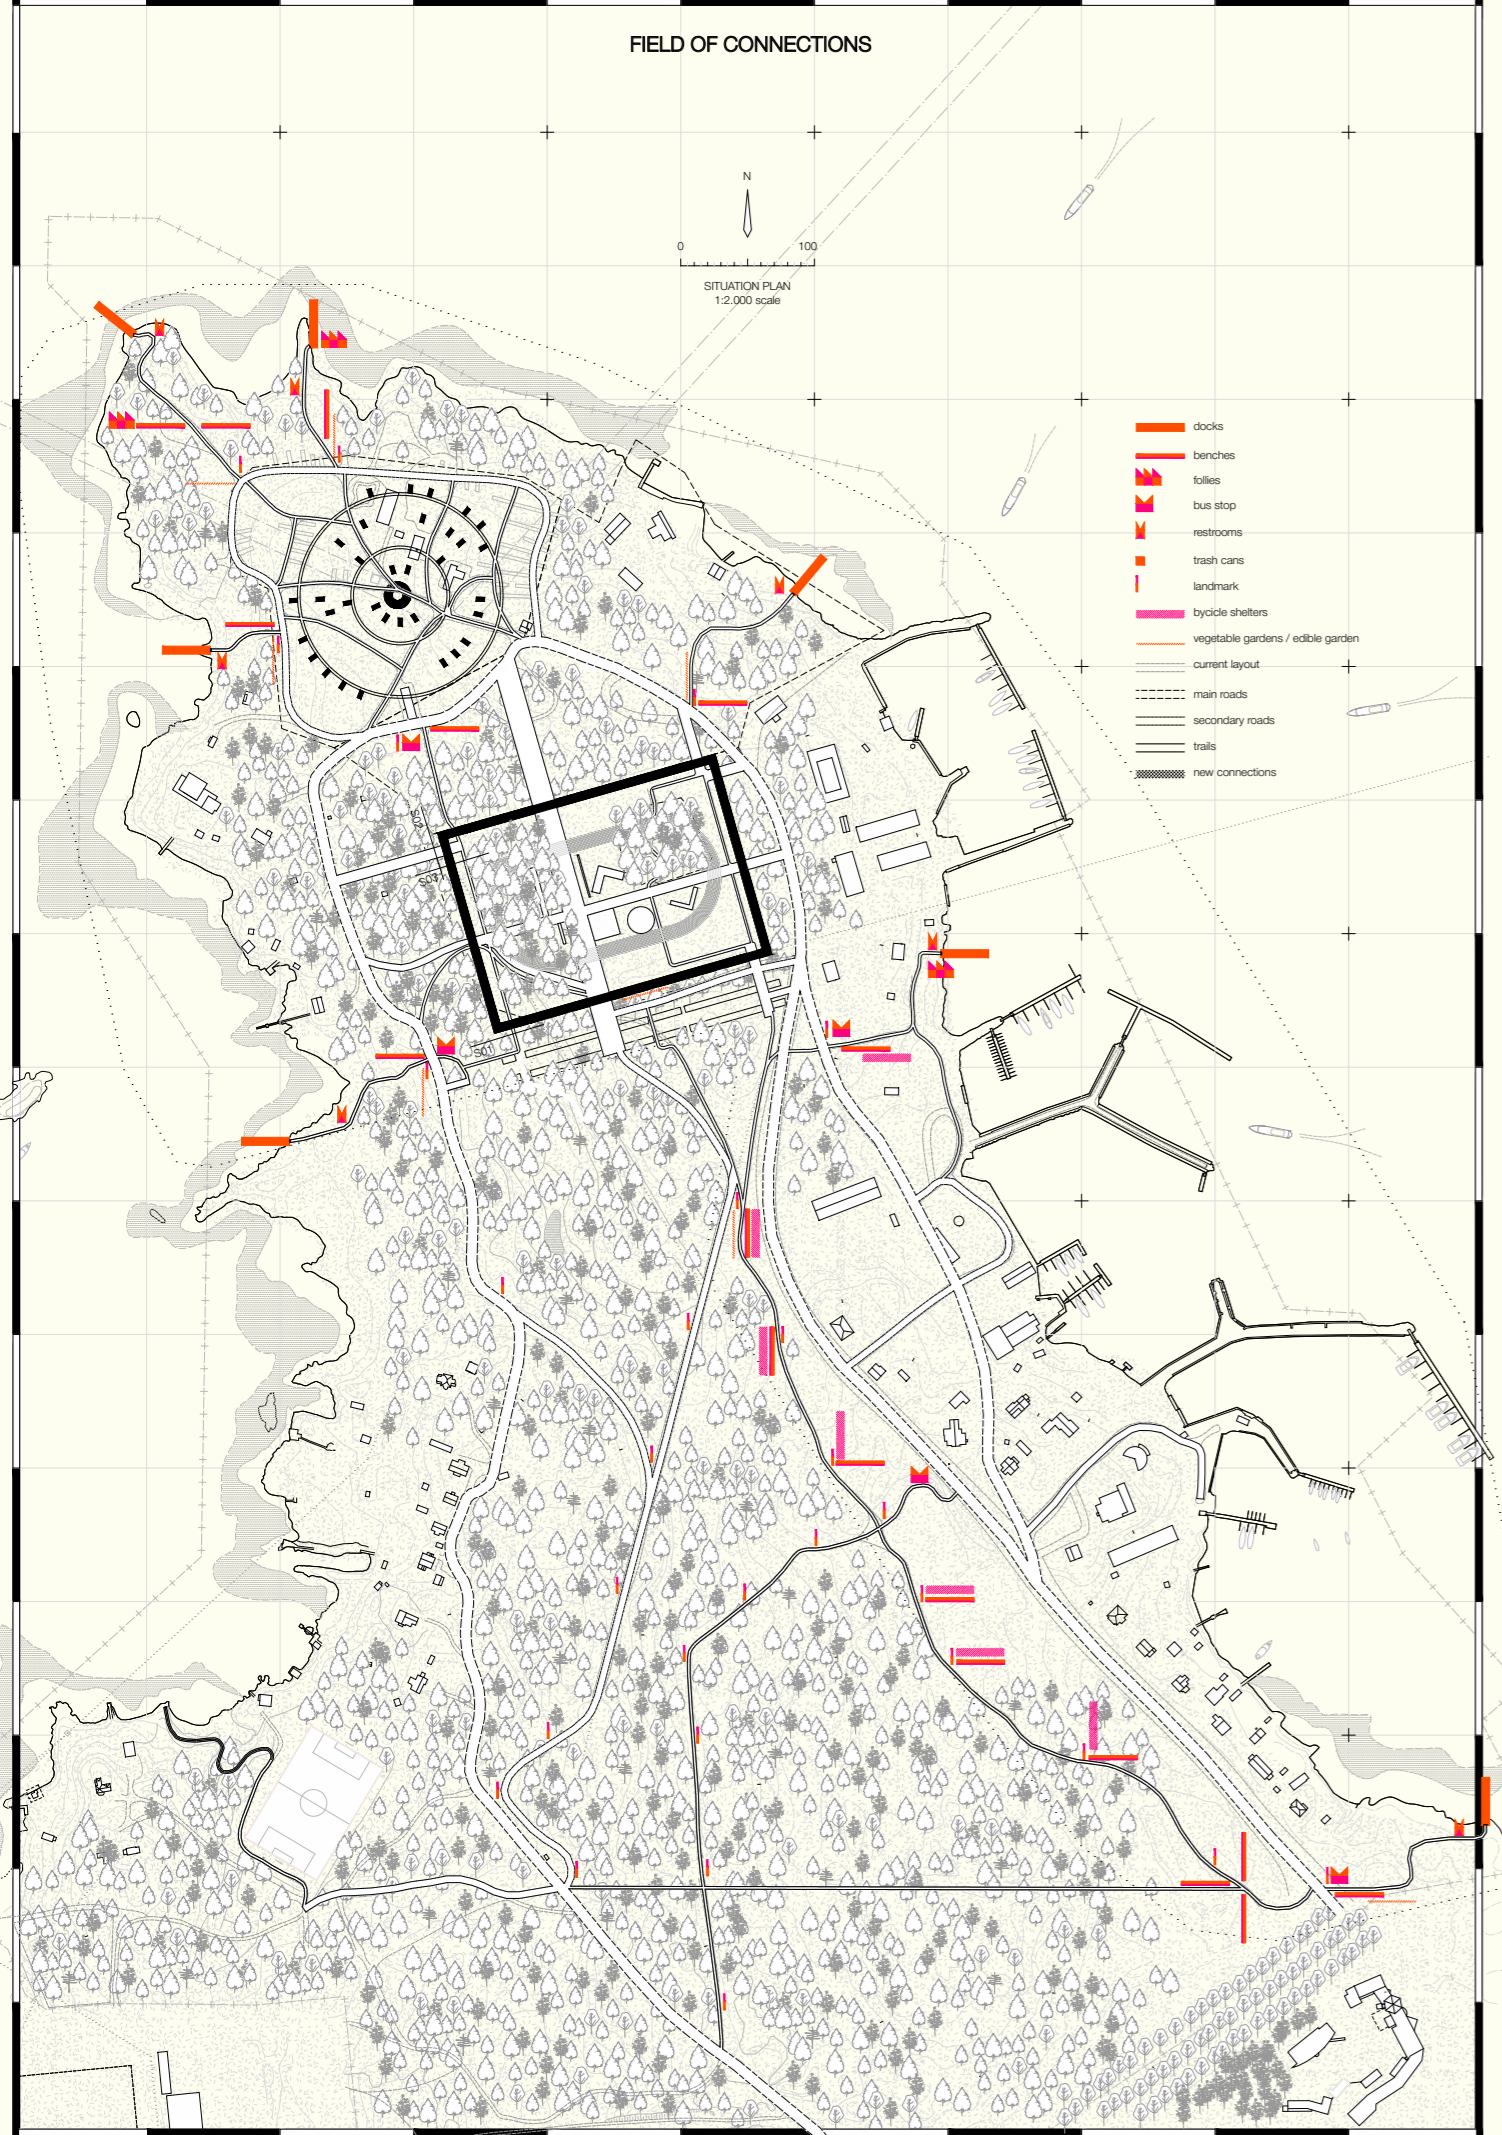 FIELD OF CONNECTIONS
N
0 100
SITUATION PLAN
1:2.000 scale
docks
benches
follies
bus stop
restrooms
trash cans
landmark
bycicle shelters
vegetable gardens / edible garden
current layout
main roads
secondary roads
trails
new connections
S02
S03
S01